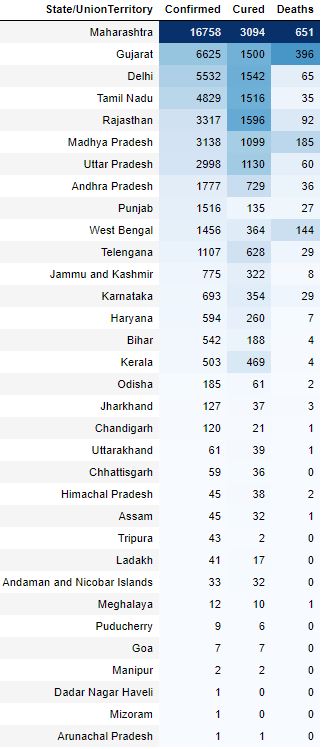 State/UnionTerritory Confirmed Cured Deaths
Maharashtra 16758 3094 651
Gujarat 6625 1500 396
Delhi 5532 1542 65
Tamil Nadu 4829 1516 35
Rajasthan 3317 1596 92
Madhya Pradesh 3138 1099 185
Uttar Pradesh 2998 1130 60
Andhra Pradesh 1777 729 36
Punjab 1516 135 27
West Bengal 1456 364 144
Telengana 1107 628 29
Jammu and Kashmir 775 322 8
Karnataka 693 354 29
Haryana 594 260 7
Bihar 542 188 4
Kerala 503 469 4
Odisha 185 61 2
Jharkhand 127 37 3
Chandigarh 120 21 1
Uttarakhand 61 39 1
Chhattisgarh 59 36 0
Himachal Pradesh 45 38 2
Assam 45 32 1
Tripura 43 2 0
Ladakh 41 17 0
Andaman and Nicobar Islands 33 32 0
Meghalaya 12 10 1
Puducherry 9 6 0
Goa 7 7 0
Manipur 2 2 0
Dadar Nagar Haveli 1 0 0
Mizoram 1 0 0
Arunachal Pradesh 1 1 0